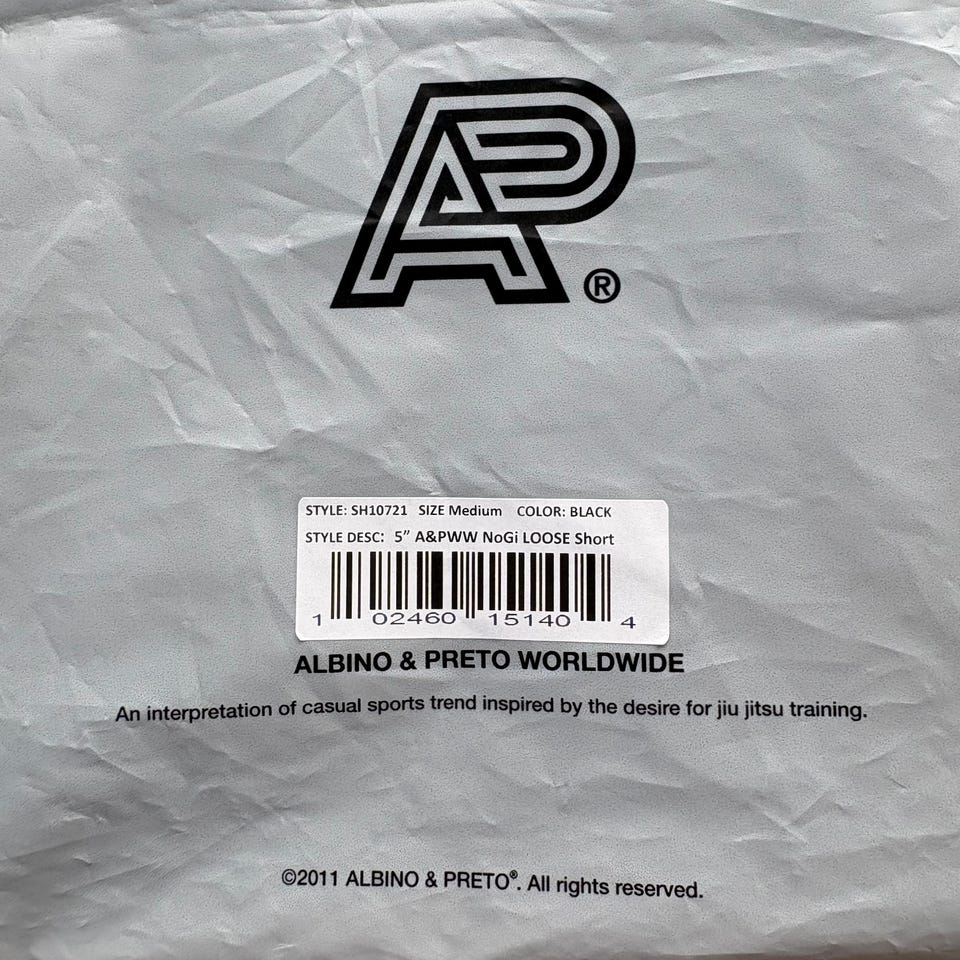 AP®
STYLE: SH10721 SIZE Medium COLOR: BLACK
STYLE DESC: 5” A&PWW NoGi LOOSE Short
1 02460 15140 4
ALBINO & PRETO WORLDWIDE
An interpretation of casual sports trend inspired by the desire for jiu jitsu training.
©2011 ALBINO & PRETO®. All rights reserved.